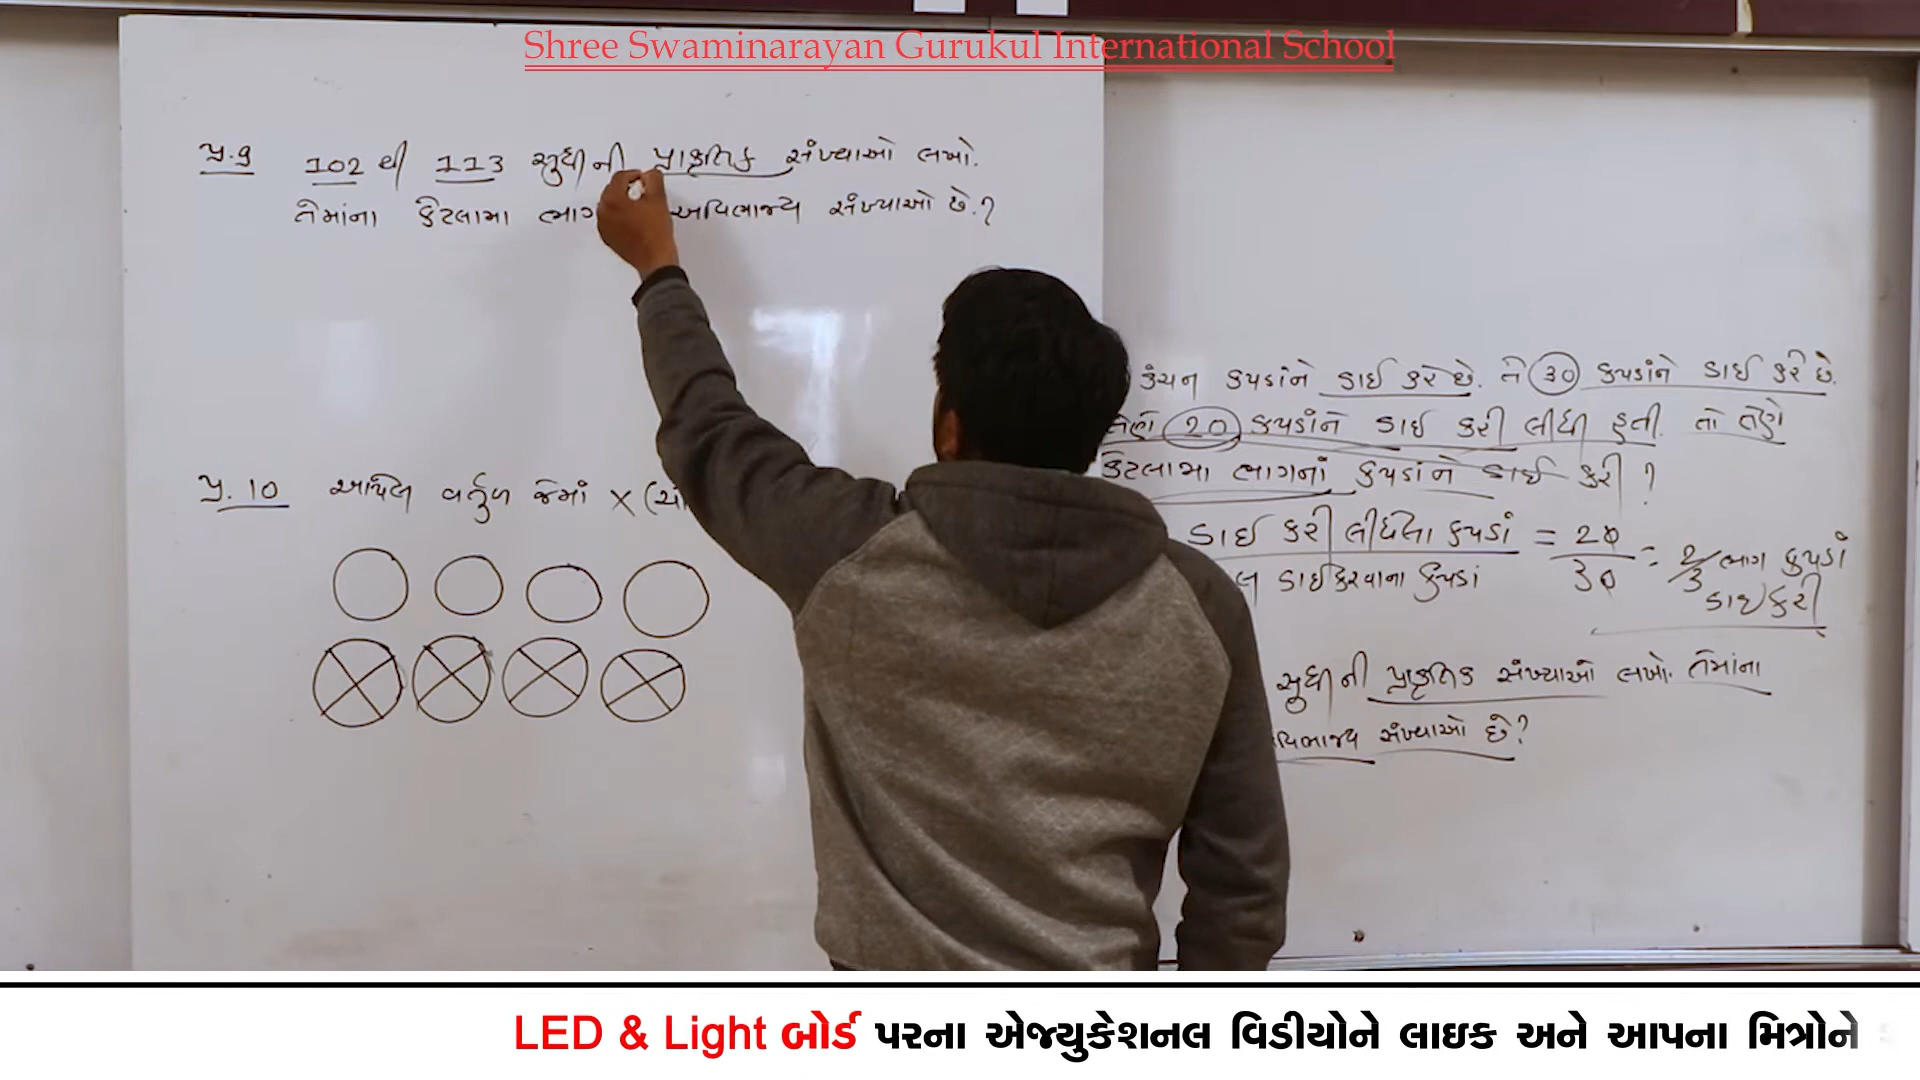 Shree Swaminarayan Gurukul International School
પ્ર.9 102 થી 113 સુધીની પ્રાકૃતિક સંખ્યાઓ લખો.
તેમાંના કેટલામા ભાગ અવિભાજ્ય સંખ્યાઓ છે.?
પ્ર. 10 આપેલ વર્તુળ જેમાં X (ચો
કંચન કપડાંને ડાઈ કરે છે. તે 30 કપડાંને ડાઈ કરે છે.
તેણે 20 કપડાંને ડાઈ કરી લીધી હતી. તો તેણે
કેટલામા ભાગનાં કપડાંને ડાઈ કરી ?
ડાઈ કરી લીધેલા કપડાં = 20
લ ડાઈ કરવાના કપડાં 30
= 2/3 ભાગ કપડાં
ડાઈ કરી
સુધીની પ્રાકૃતિક સંખ્યાઓ લખો. તેમાંના
વિભાજ્ય સંખ્યાઓ છે?
LED & Light બોર્ડ પરના એજ્યુકેશનલ વિડીયોને લાઇક અને આપના મિત્રોને